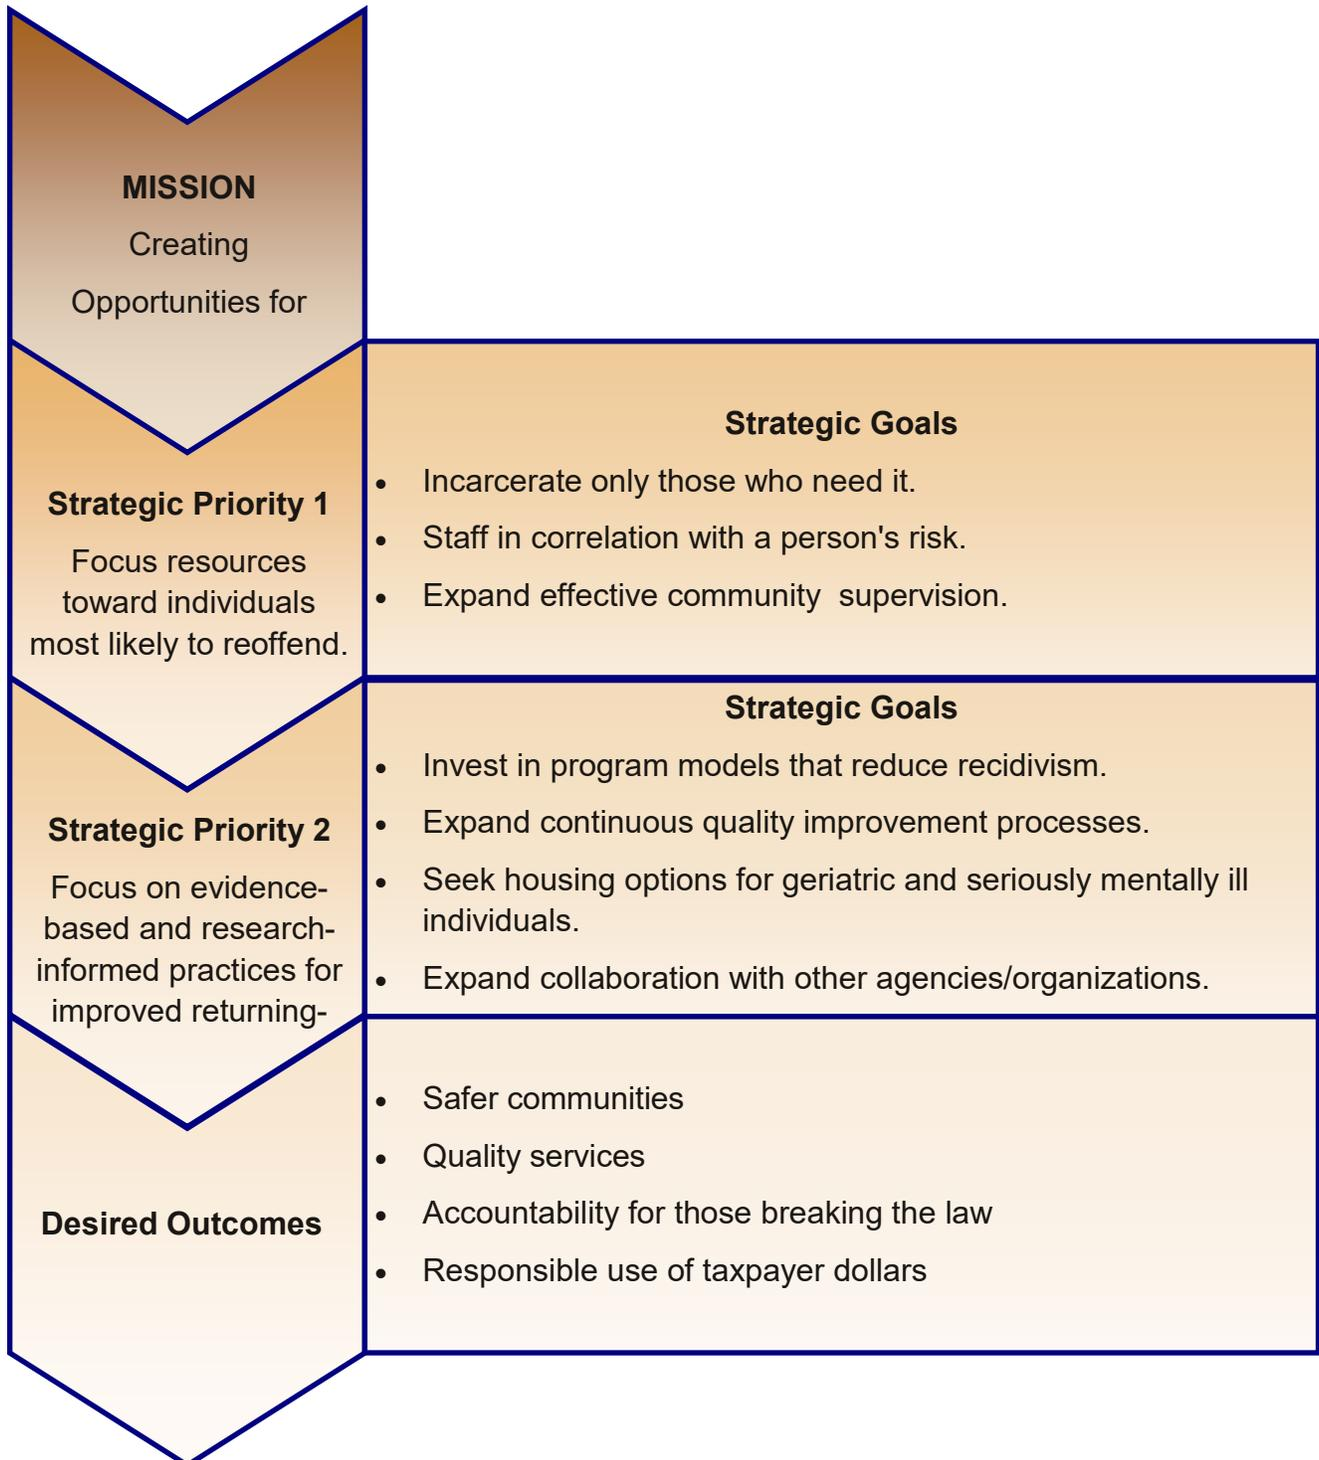 MISSION
Creating
Opportunities for
Strategic Priority 1
Focus resources
toward individuals
most likely to reoffend.
Strategic Goals
• Incarcerate only those who need it.
• Staff in correlation with a person's risk.
• Expand effective community  supervision.
Strategic Priority 2
Focus on evidence-
based and research-
informed practices for
improved returning-
Strategic Goals
• Invest in program models that reduce recidivism.
• Expand continuous quality improvement processes.
• Seek housing options for geriatric and seriously mentally ill
individuals.
• Expand collaboration with other agencies/organizations.
Desired Outcomes
• Safer communities
• Quality services
• Accountability for those breaking the law
• Responsible use of taxpayer dollars